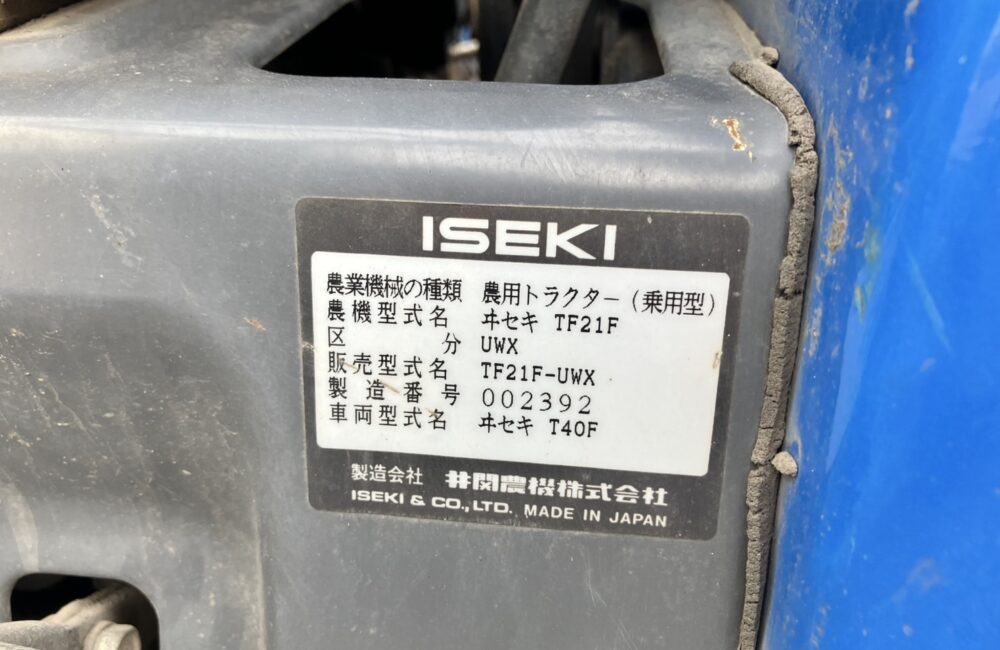 ISEKI
農業機械の種類 農用トラクター(乗用型)
農機型式名 ヰセキ TF21F
区分 UWX
販売型式名 TF21F-UWX
製造番号 002392
車両型式名 ヰセキ T40F
製造会社 井関農機株式会社
ISEKI & CO.,LTD. MADE IN JAPAN